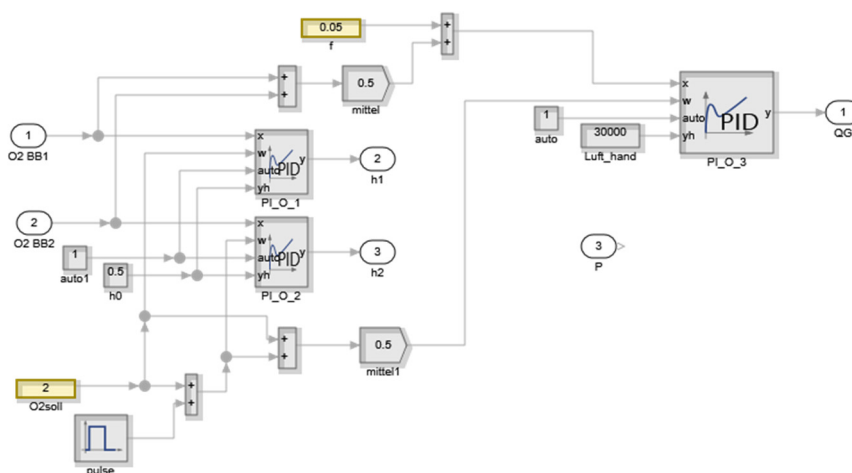 0.05
f
+
+
+
+
0.5
mittel
1
O2 BB1
x
w
auto
yh
PID
y
PI_O_1
2
h1
x
w
auto
yh
PID
y
PI_O_3
1
auto
30000
Luft_hand
1
QG
2
O2 BB2
x
w
auto
yh
PID
y
PI_O_2
3
h2
3
P
1
auto1
0.5
h0
+
+
0.5
mittel1
2
O2soll
+
+
pulse